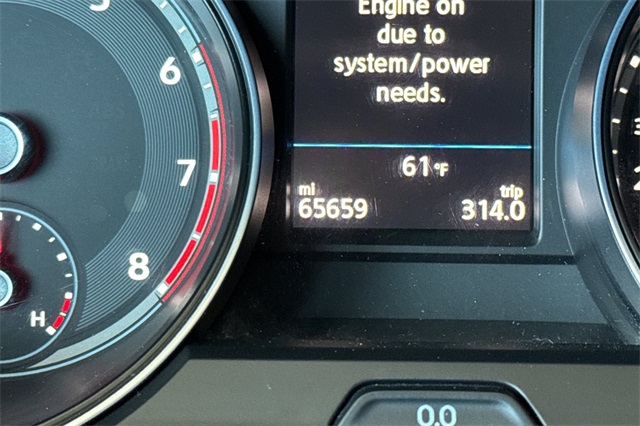 Engine on
due to
system/power
needs.
61°F
mi
trip
65659
314.0
6
7
8
H
0.0